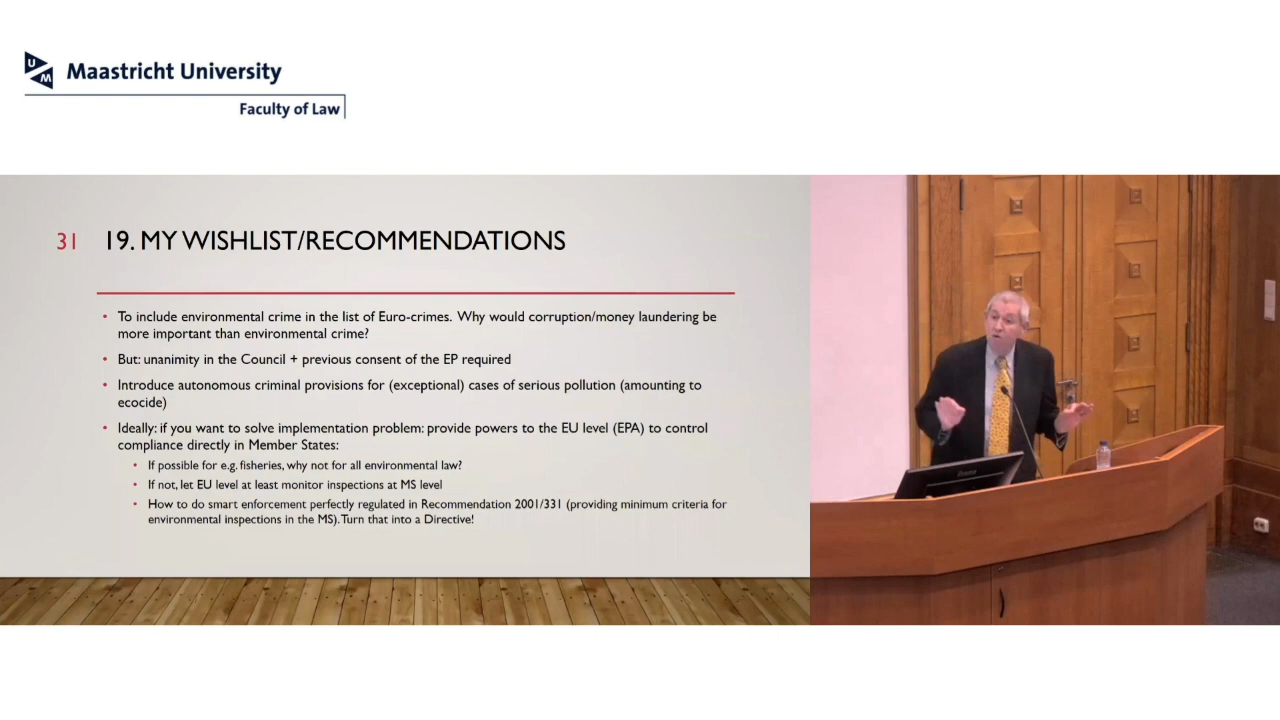 U
M
Maastricht University
Faculty of Law
31 19. MY WISHLIST/RECOMMENDATIONS
• To include environmental crime in the list of Euro-crimes. Why would corruption/money laundering be
more important than environmental crime?
• But: unanimity in the Council + previous consent of the EP required
• Introduce autonomous criminal provisions for (exceptional) cases of serious pollution (amounting to
ecocide)
• Ideally: if you want to solve implementation problem: provide powers to the EU level (EPA) to control
compliance directly in Member States:
• If possible for e.g. fisheries, why not for all environmental law?
• If not, let EU level at least monitor inspections at MS level
• How to do smart enforcement perfectly regulated in Recommendation 2001/331 (providing minimum criteria for
environmental inspections in the MS). Turn that into a Directive!